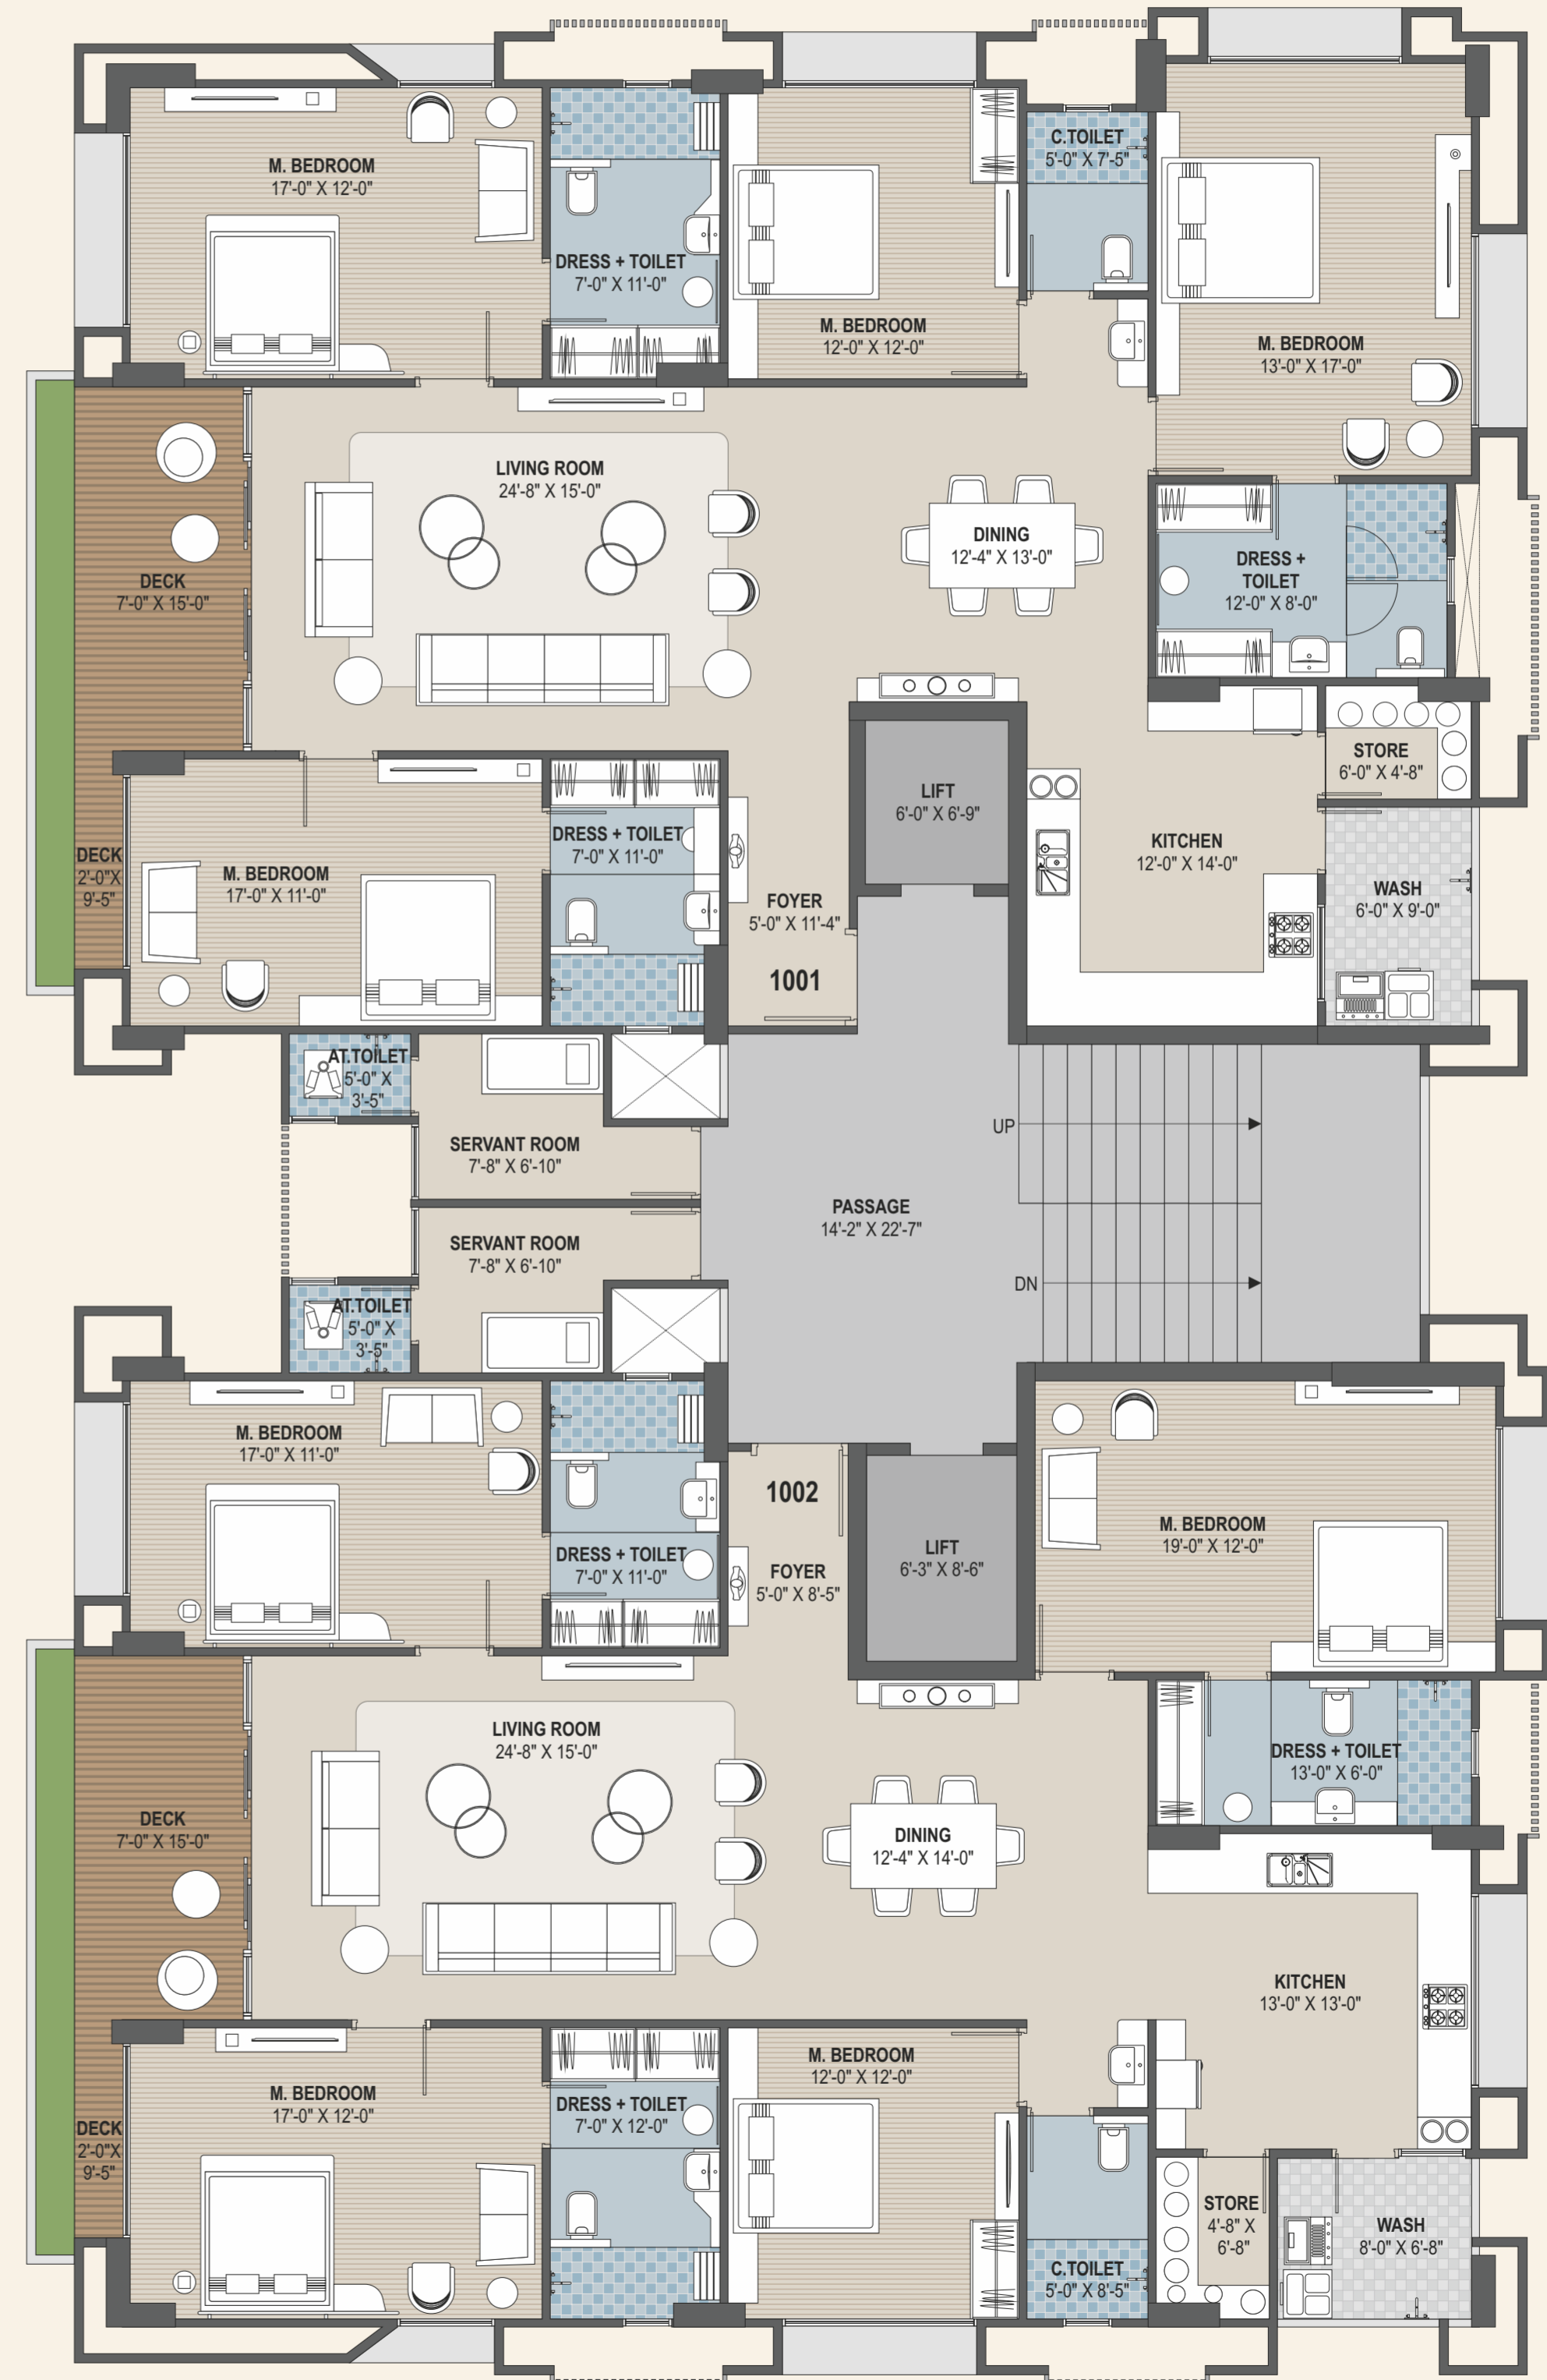 M. BEDROOM
17'-0" X 12'-0"
DRESS + TOILET
7'-0" X 11'-0"
M. BEDROOM
12'-0" X 12'-0"
C.TOILET
5'-0" X 7'-5"
M. BEDROOM
13'-0" X 17'-0"
LIVING ROOM
24'-8" X 15'-0"
DECK
7'-0" X 15'-0"
DINING
12'-4" X 13'-0"
DRESS +
TOILET
12'-0" X 8'-0"
STORE
6'-0" X 4'-8"
LIFT
6'-0" X 6'-9"
KITCHEN
12'-0" X 14'-0"
WASH
6'-0" X 9'-0"
DECK
2'-0"X
9'-5"
M. BEDROOM
17'-0" X 11'-0"
DRESS + TOILET
7'-0" X 11'-0"
FOYER
5'-0" X 11'-4"
1001
AT.TOILET
5'-0" X
3'-5"
SERVANT ROOM
7'-8" X 6'-10"
UP
PASSAGE
14'-2" X 22'-7"
SERVANT ROOM
7'-8" X 6'-10"
DN
AT.TOILET
5'-0" X
3'-5"
M. BEDROOM
17'-0" X 11'-0"
DRESS + TOILET
7'-0" X 11'-0"
1002
FOYER
5'-0" X 8'-5"
LIFT
6'-3" X 8'-6"
M. BEDROOM
19'-0" X 12'-0"
LIVING ROOM
24'-8" X 15'-0"
DRESS + TOILET
13'-0" X 6'-0"
DECK
7'-0" X 15'-0"
DINING
12'-4" X 14'-0"
KITCHEN
13'-0" X 13'-0"
DECK
2'-0"X
9'-5"
M. BEDROOM
17'-0" X 12'-0"
DRESS + TOILET
7'-0" X 12'-0"
M. BEDROOM
12'-0" X 12'-0"
C.TOILET
5'-0" X 8'-5"
STORE
4'-8" X
6'-8"
WASH
8'-0" X 6'-8"